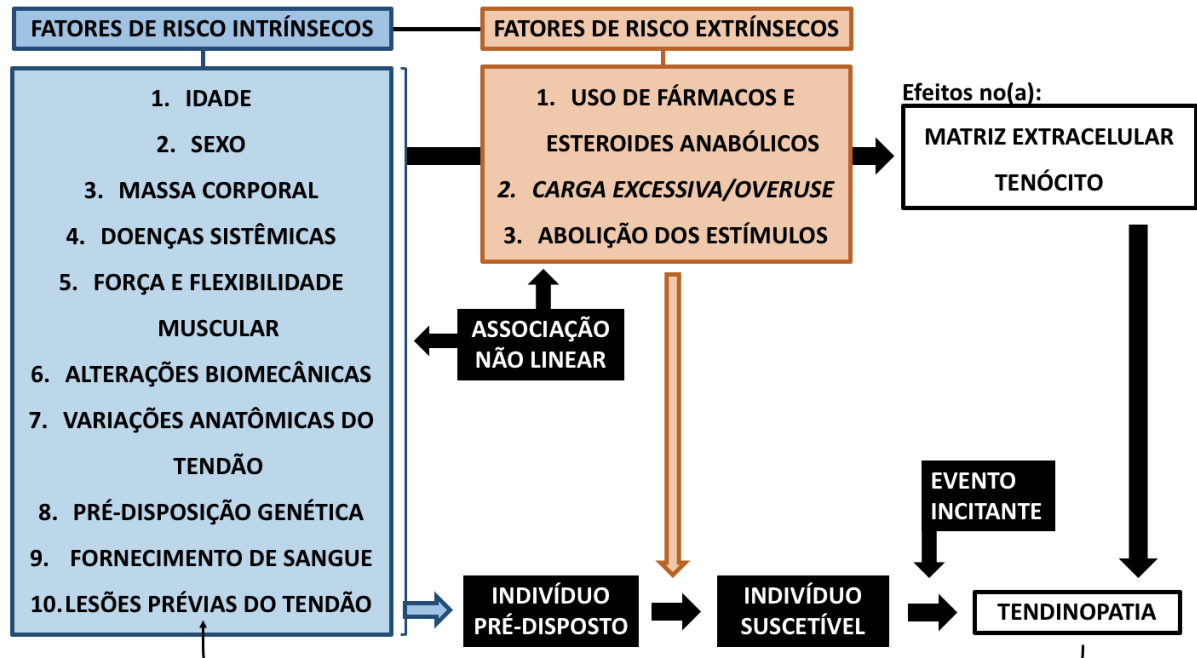 FATORES DE RISCO INTRÍNSECOS
FATORES DE RISCO EXTRÍNSECOS
1. IDADE
2. SEXO
3. MASSA CORPORAL
4. DOENÇAS SISTÊMICAS
5. FORÇA E FLEXIBILIDADE
MUSCULAR
6. ALTERAÇÕES BIOMECÂNICAS
7. VARIAÇÕES ANATÔMICAS DO
TENDÃO
8. PRÉ-DISPOSIÇÃO GENÉTICA
9. FORNECIMENTO DE SANGUE
10. LESÕES PRÉVIAS DO TENDÃO
1. USO DE FÁRMACOS E
ESTEROIDES ANABÓLICOS
2. CARGA EXCESSIVA/OVERUSE
3. ABOLIÇÃO DOS ESTÍMULOS
Efeitos no(a):
MATRIZ EXTRACELULAR
TENÓCITO
ASSOCIAÇÃO
NÃO LINEAR
EVENTO
INCITANTE
INDIVÍDUO
PRÉ-DISPOSTO
INDIVÍDUO
SUSCETÍVEL
TENDINOPATIA